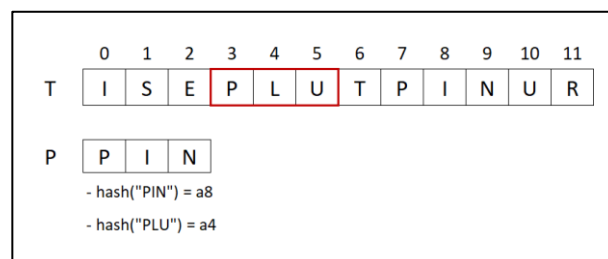 0 1 2 3 4 5 6 7 8 9 10 11
T I S E P L U T P I N U R
P P I N
- hash("PIN") = a8
- hash("PLU") = a4